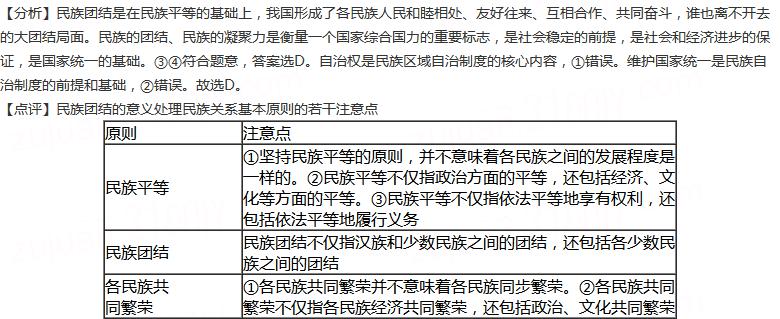 【分析】民族团结是在民族平等的基础上，我国形成了各民族人民和睦相处、友好往来、互相合作、共同奋斗，谁也离不开去
的大团结局面。民族的团结、民族的凝聚力是衡量一个国家综合国力的重要标志，是社会稳定的前提，是社会和经济进步的保
证，是国家统一的基础。③④符合题意，答案选D。自治权是民族区域自治制度的核心内容，①错误。维护国家统一是民族自
治制度的前提和基础，②错误。故选D。
【点评】民族团结的意义处理民族关系基本原则的若干注意点
原则 注意点
民族平等 ①坚持民族平等的原则，并不意味着各民族之间的发展程度是
一样的。②民族平等不仅指政治方面的平等，还包括经济、文
化等方面的平等。③民族平等不仅指依法平等地享有权利，还
包括依法平等地履行义务
民族团结 民族团结不仅指汉族和少数民族之间的团结，还包括各少数民
族之间的团结
各民族共
同繁荣 ①各民族共同繁荣并不意味着各民族同步繁荣。②各民族共同
繁荣不仅指各民族经济共同繁荣，还包括政治、文化共同繁荣